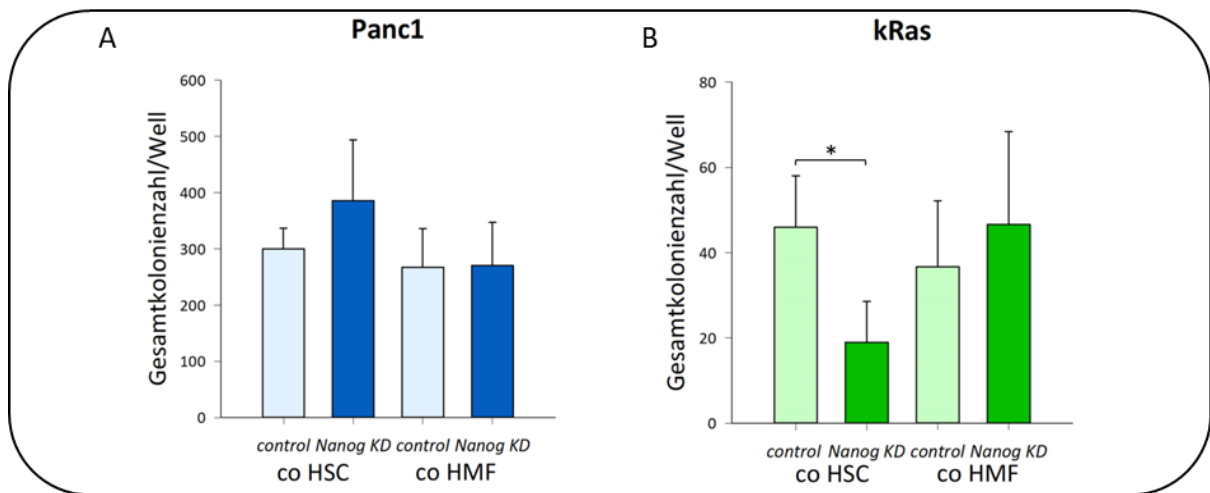 A
Panc1
Gesamtkolonienzahl/Well
600
500
400
300
200
100
0
control Nanog KD control Nanog KD
co HSC co HMF
B
kRas
Gesamtkolonienzahl/Well
80
60
40
20
0
*
control Nanog KD control Nanog KD
co HSC co HMF